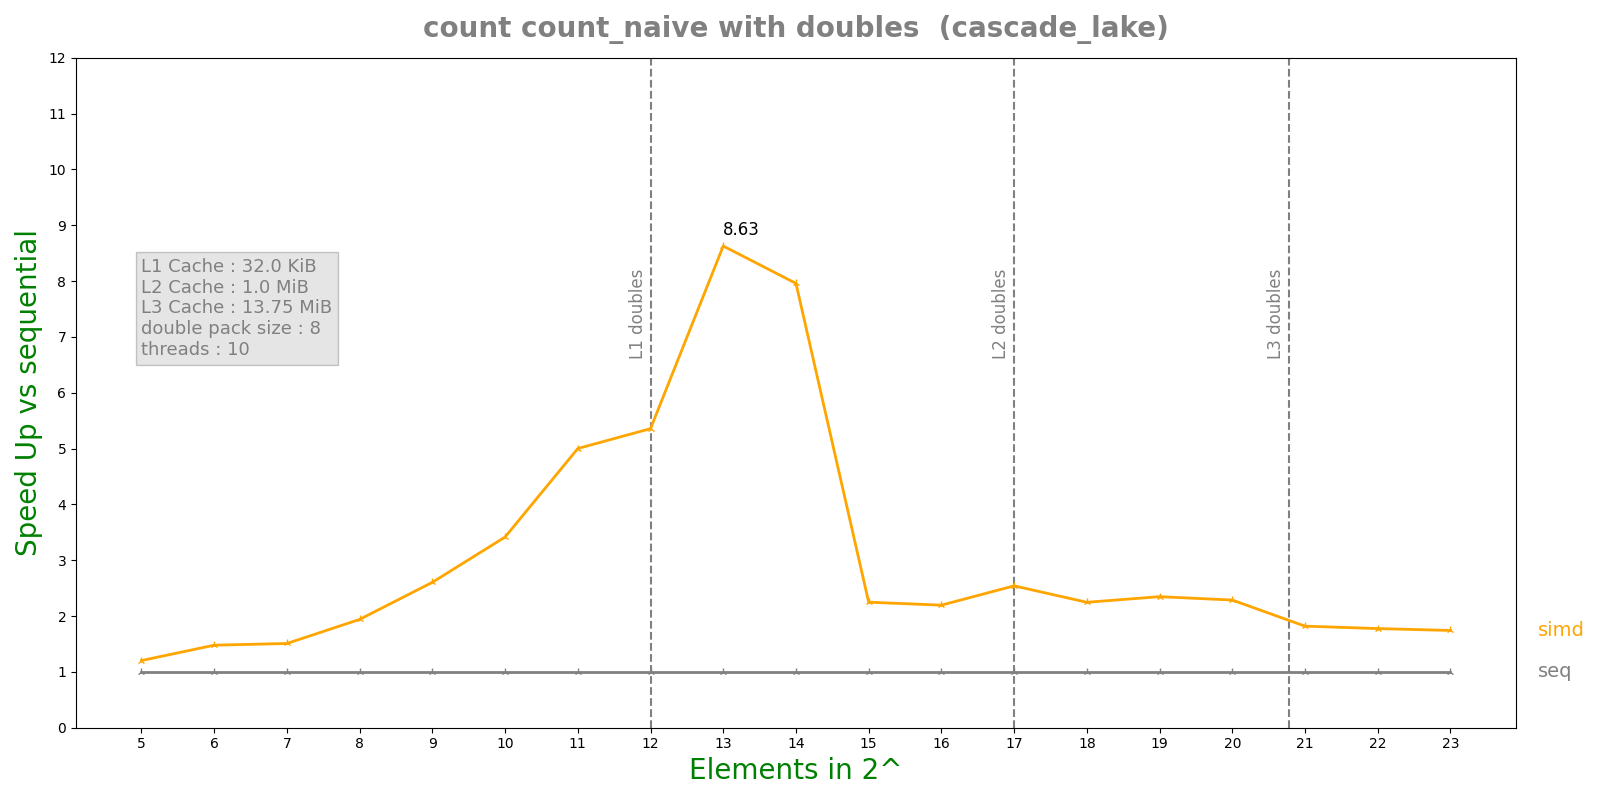 count count_naive with doubles  (cascade_lake)
Speed Up vs sequential
12
11
10
9
8
7
6
5
4
3
2
1
0
8.63
L1 Cache : 32.0 KiB
L2 Cache : 1.0 MiB
L3 Cache : 13.75 MiB
double pack size : 8
threads : 10
L1 doubles
L2 doubles
L3 doubles
simd
seq
5 6 7 8 9 10 11 12 13 14 15 16 17 18 19 20 21 22 23
Elements in 2^